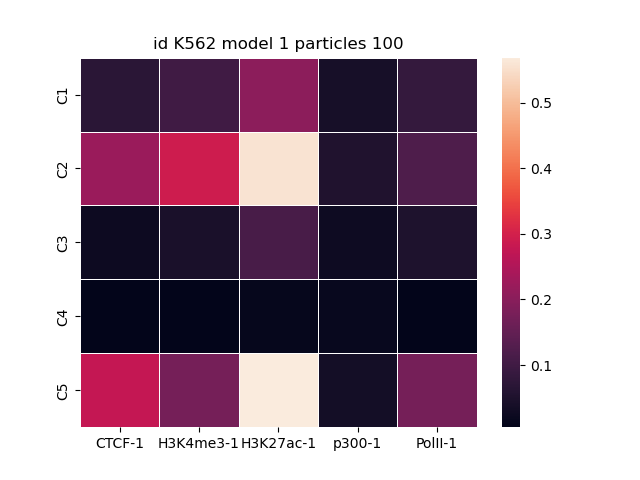 id K562 model 1 particles 100
C1
C2
C3
C4
C5
CTCF-1 H3K4me3-1 H3K27ac-1 p300-1 PolII-1
0.5
0.4
0.3
0.2
0.1